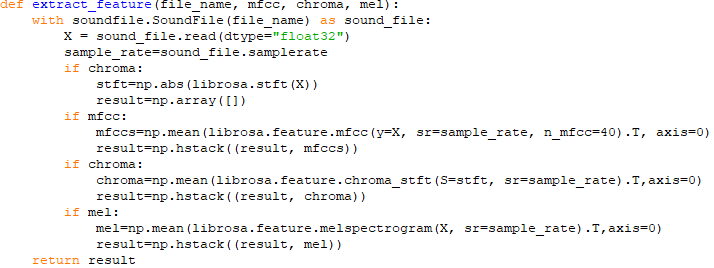 def extract_feature(file_name, mfcc, chroma, mel):
    with soundfile.SoundFile(file_name) as sound_file:
        X = sound_file.read(dtype="float32")
        sample_rate=sound_file.samplerate
        if chroma:
            stft=np.abs(librosa.stft(X))
            result=np.array([])
        if mfcc:
            mfccs=np.mean(librosa.feature.mfcc(y=X, sr=sample_rate, n_mfcc=40).T, axis=0)
            result=np.hstack((result, mfccs))
        if chroma:
            chroma=np.mean(librosa.feature.chroma_stft(S=stft, sr=sample_rate).T,axis=0)
            result=np.hstack((result, chroma))
        if mel:
            mel=np.mean(librosa.feature.melspectrogram(X, sr=sample_rate).T,axis=0)
            result=np.hstack((result, mel))
    return result